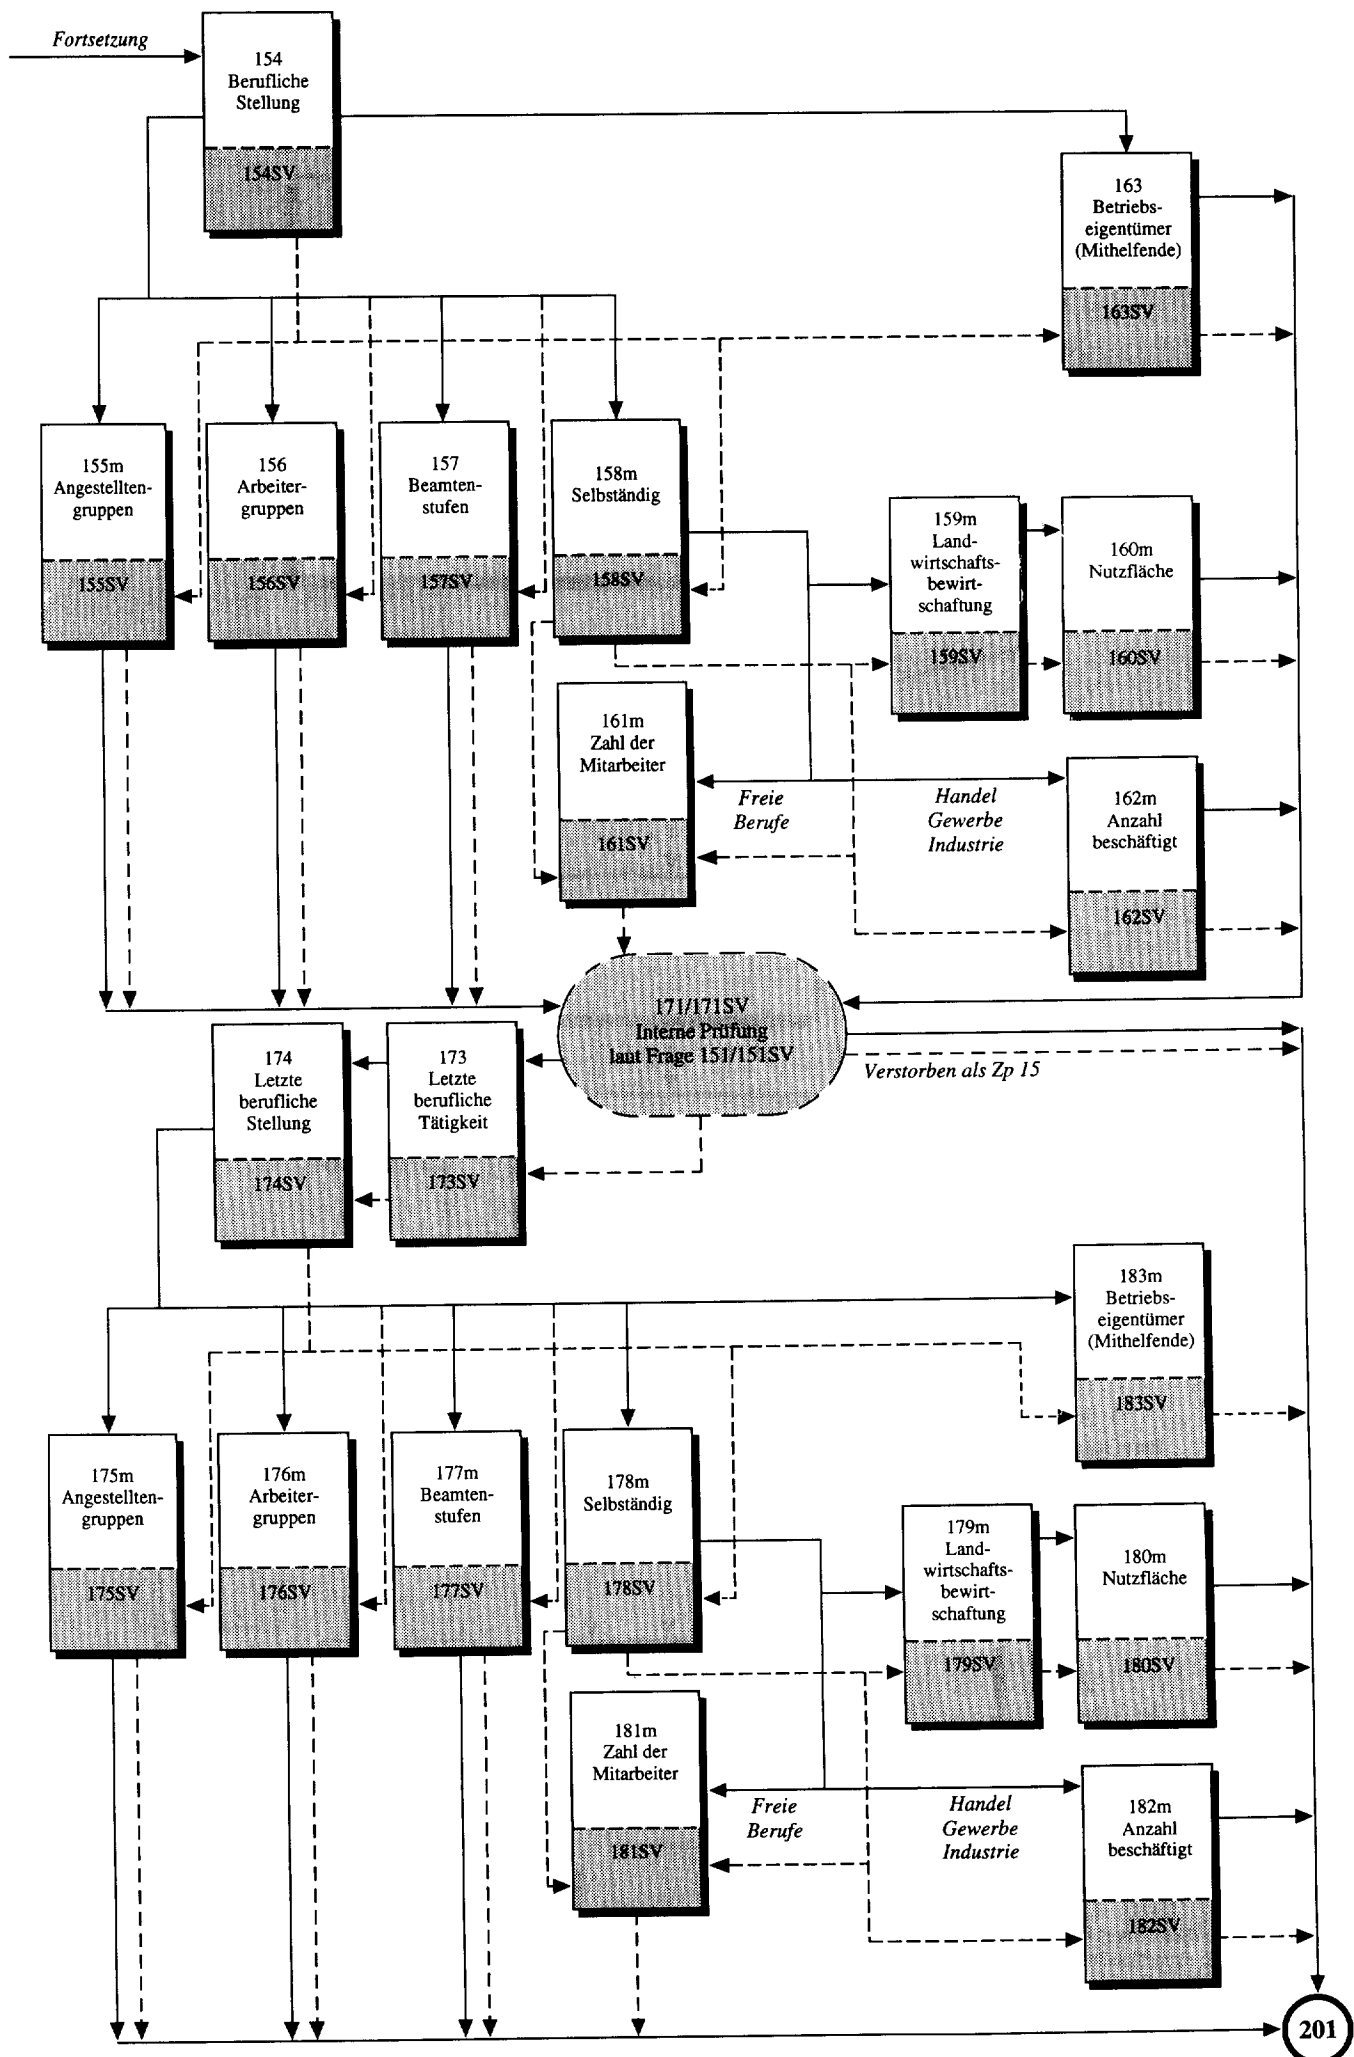 Fortsetzung
154
Berufliche
Stellung
154SV
163
Betriebs-
eigentümer
(Mithelfende)
163SV
155m
Angestellten-
gruppen
155SV
156
Arbeiter-
gruppen
156SV
157
Beamten-
stufen
157SV
158m
Selbständig
158SV
159m
Land-
wirtschafts-
bewirt-
schaftung
159SV
160m
Nutzfläche
160SV
161m
Zahl der
Mitarbeiter
161SV
Freie
Berufe
Handel
Gewerbe
Industrie
162m
Anzahl
beschäftigt
162SV
171/171SV
Interne Prüfung
laut Frage 151/151SV
Verstorben als Zp 15
174
Letzte
berufliche
Stellung
174SV
173
Letzte
berufliche
Tätigkeit
173SV
183m
Betriebs-
eigentümer
(Mithelfende)
183SV
175m
Angestellten-
gruppen
175SV
176m
Arbeiter-
gruppen
176SV
177m
Beamten-
stufen
177SV
178m
Selbständig
178SV
179m
Land-
wirtschafts-
bewirt-
schaftung
179SV
180m
Nutzfläche
180SV
181m
Zahl der
Mitarbeiter
181SV
Freie
Berufe
Handel
Gewerbe
Industrie
182m
Anzahl
beschäftigt
182SV
201